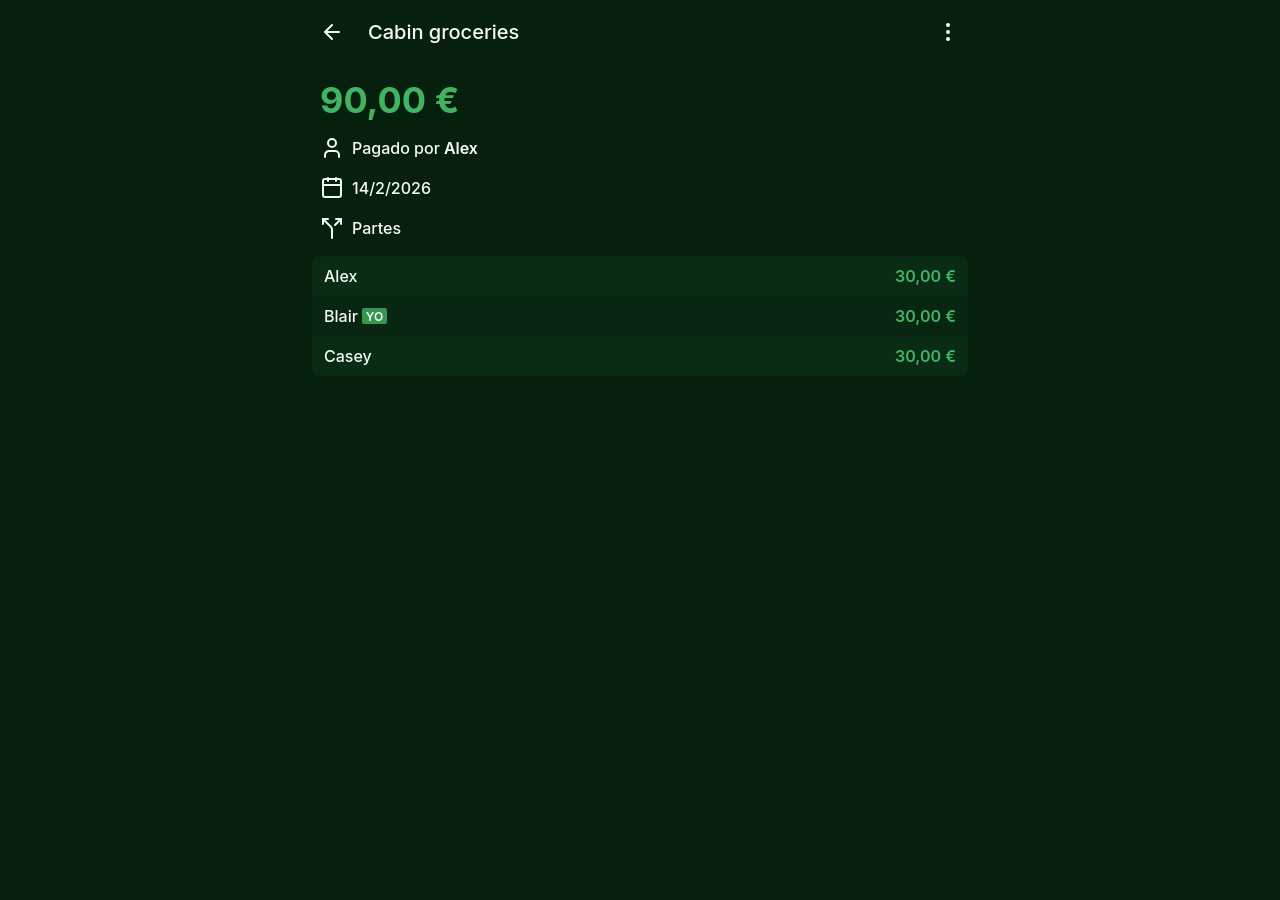 Cabin groceries
90,00 €
Pagado por Alex
14/2/2026
Partes
Alex 30,00 €
Blair YO 30,00 €
Casey 30,00 €